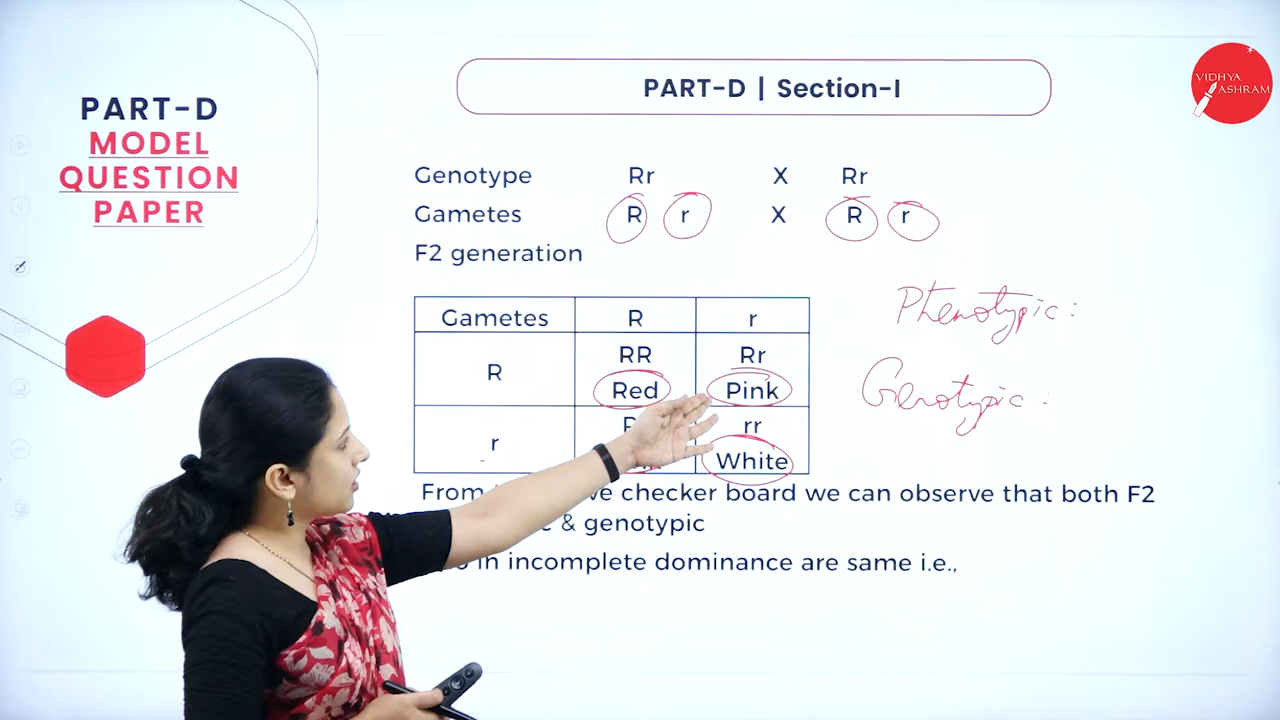 PART-D
MODEL
QUESTION
PAPER
PART-D | Section-I
VIDHYA
ASHRAM
Genotype Rr X Rr
Gametes R r X R r
F2 generation
Gametes R r
R RR Rr
Red Pink
r rr
White
Phenotypic:
Genotypic:
From checker board we can observe that both F2
& genotypic
in incomplete dominance are same i.e.,